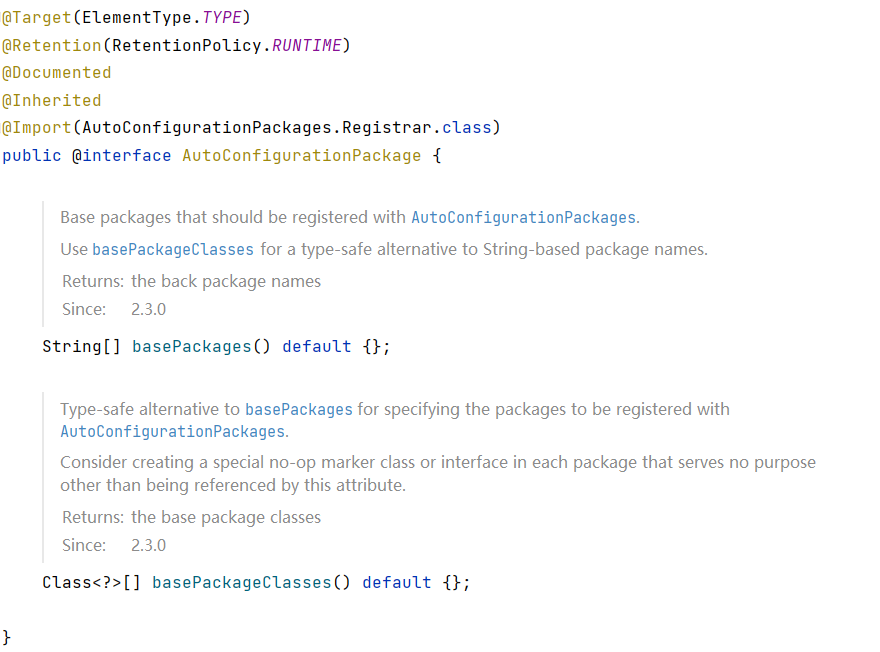 @Target(ElementType.TYPE)
@Retention(RetentionPolicy.RUNTIME)
@Documented
@Inherited
@Import(AutoConfigurationPackages.Registrar.class)
public @interface AutoConfigurationPackage {
Base packages that should be registered with AutoConfigurationPackages.
Use basePackageClasses for a type-safe alternative to String-based package names.
Returns: the back package names
Since: 2.3.0
String[] basePackages() default {};
Type-safe alternative to basePackages for specifying the packages to be registered with
AutoConfigurationPackages.
Consider creating a special no-op marker class or interface in each package that serves no purpose
other than being referenced by this attribute.
Returns: the base package classes
Since: 2.3.0
Class<?>[] basePackageClasses() default {};
}